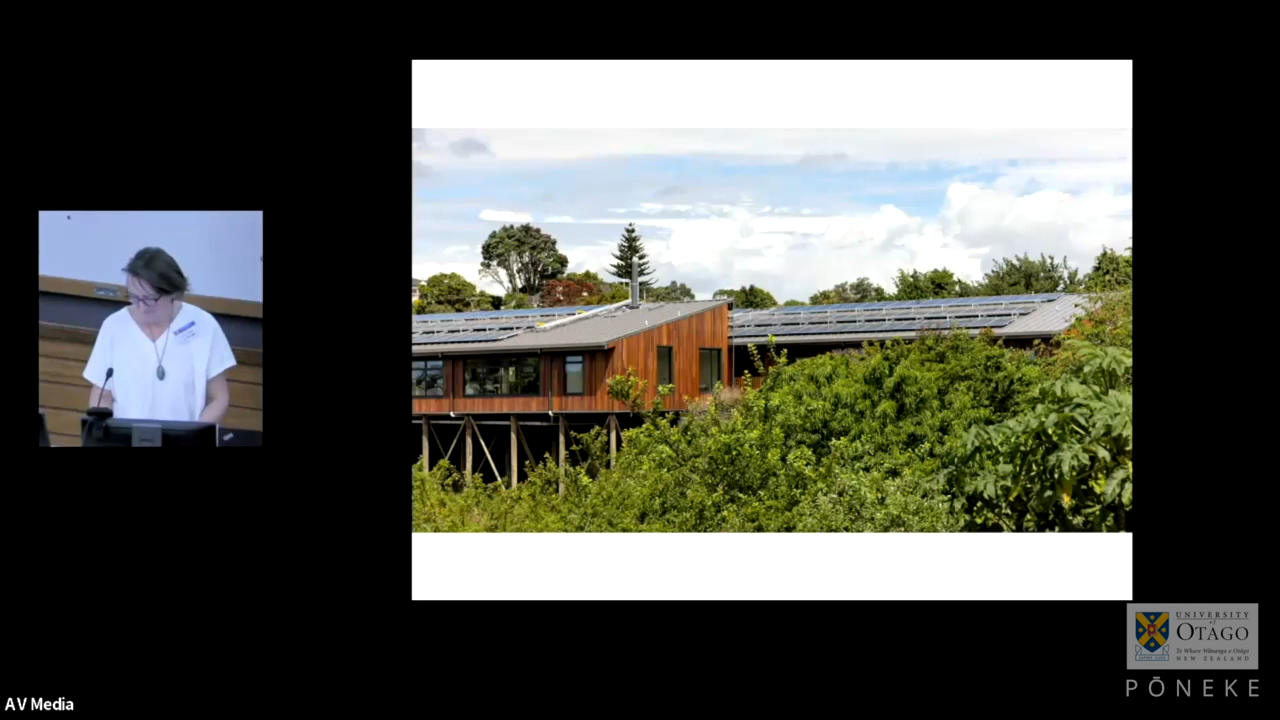 UNIVERSITY
of
OTAGO
Te Whare Wānanga o Otāgo
NEW ZEALAND
PŌNEKE
AV Media